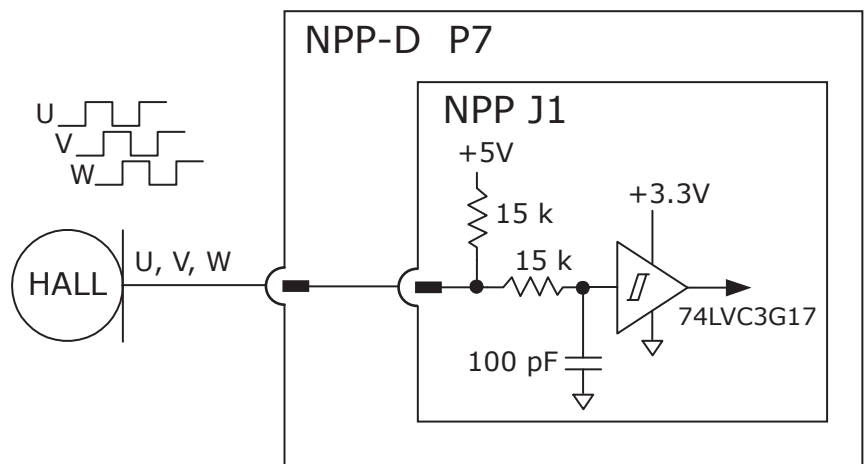 NPP-D P7
NPP J1
+5V
+3.3V
U
V
W
15 k
15 k
HALL
U, V, W
74LVC3G17
100 pF